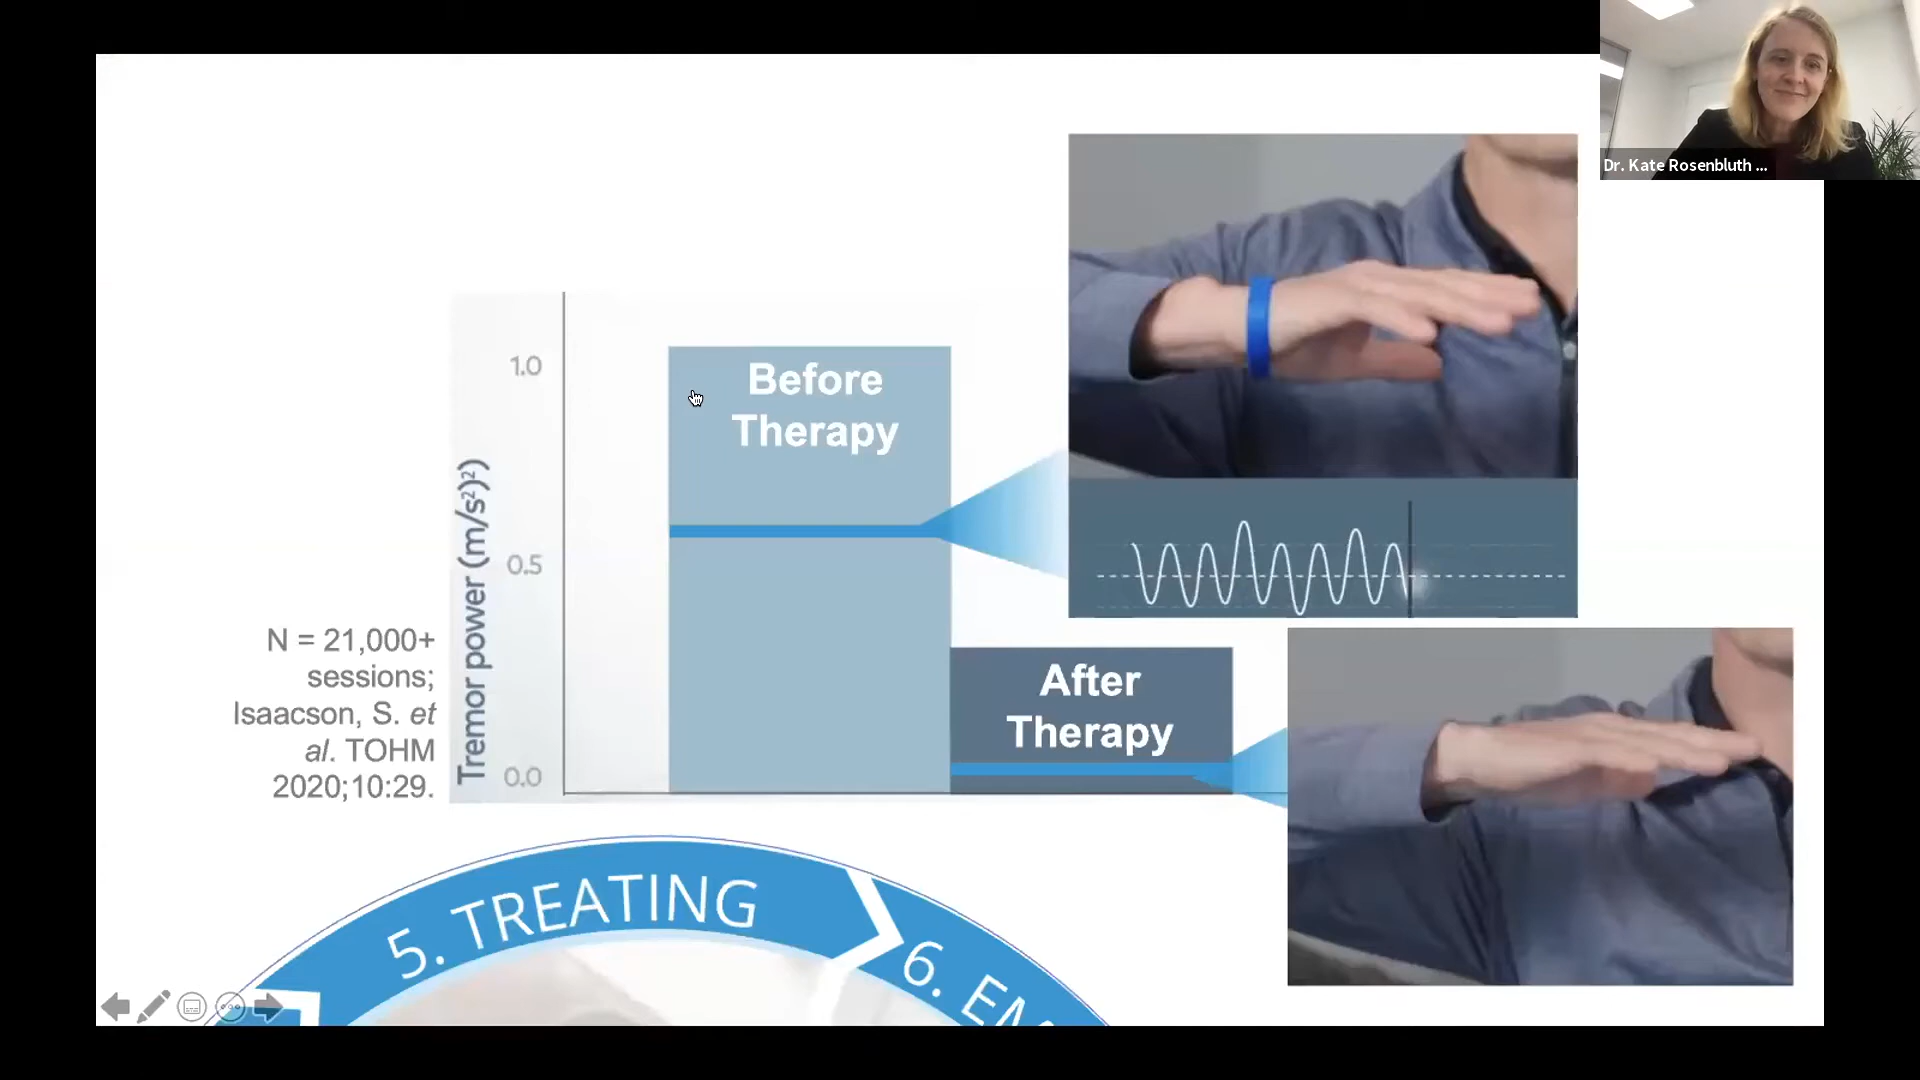 Dr. Kate Rosenbluth ...
1.0
0.5
0.0
Tremor power (m/s²)²)
Before
Therapy
After
Therapy
N = 21,000+
sessions;
Isaacson, S. et
al. TOHM
2020;10:29.
5. TREATING
6. EM